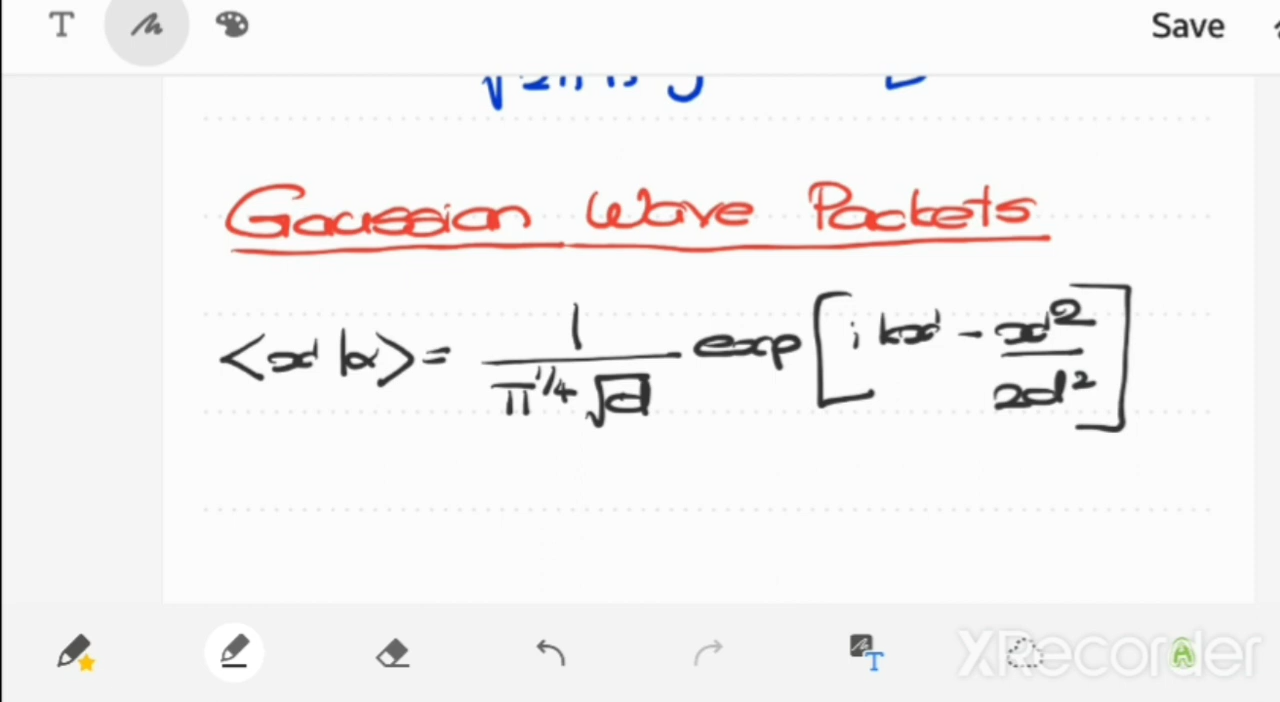 T Save
Gaussian Wave Packets
<x'|α> = 1/(π^1/4 √d) exp[ikx' - x'^2/2d^2]
T XRecorder